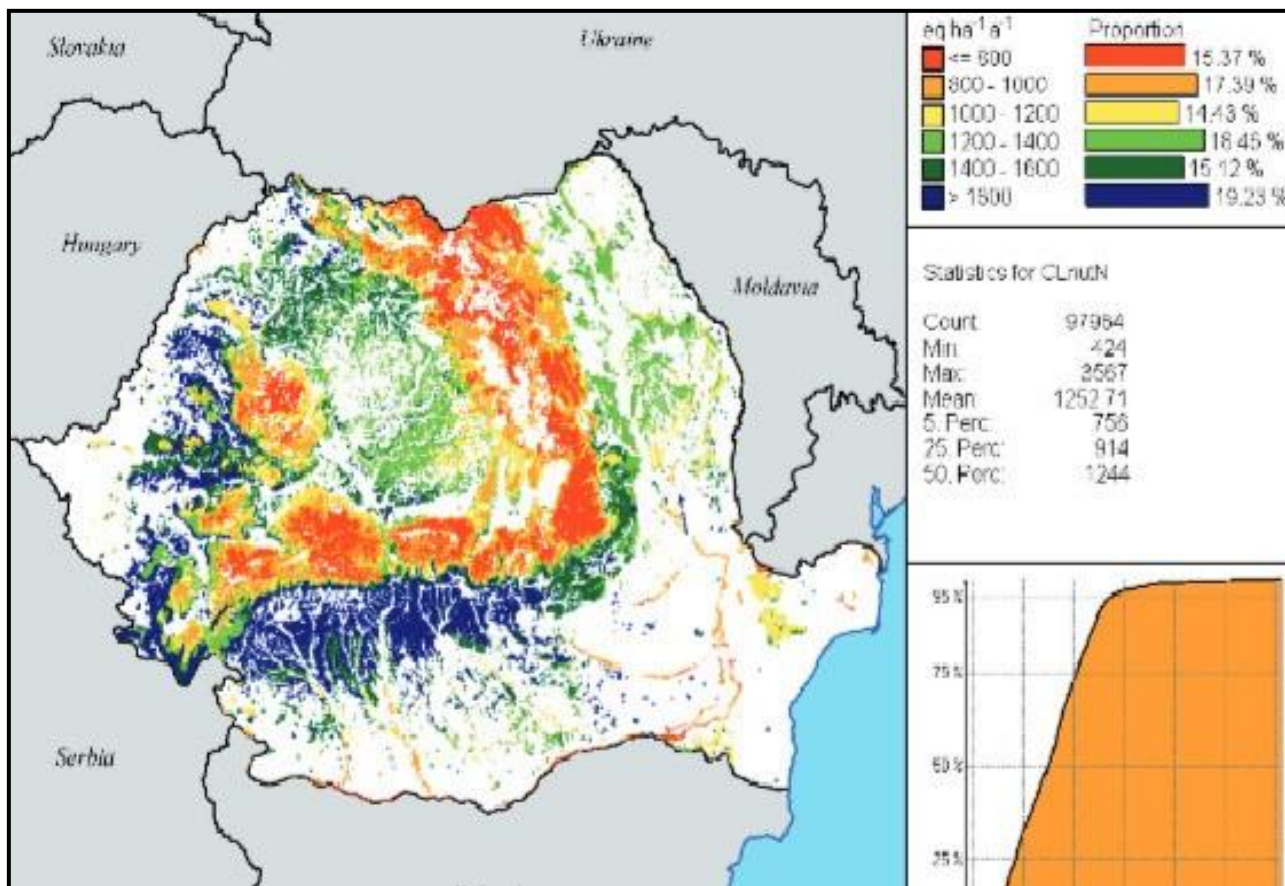 Slovakia
Ukraine
Hungary
Moldavia
Serbia
eq ha⁻¹ a⁻¹
Proportion
<= 800
15.37 %
800 - 1000
17.39 %
1000 - 1200
14.43 %
1200 - 1400
18.46 %
1400 - 1600
15.12 %
> 1600
19.23 %
Statistics for CLnutN
Count: 97964
Min: 424
Max: 3567
Mean: 1252.71
5. Perc: 756
25. Perc: 914
50. Perc: 1244
95 %
75 %
50 %
25 %